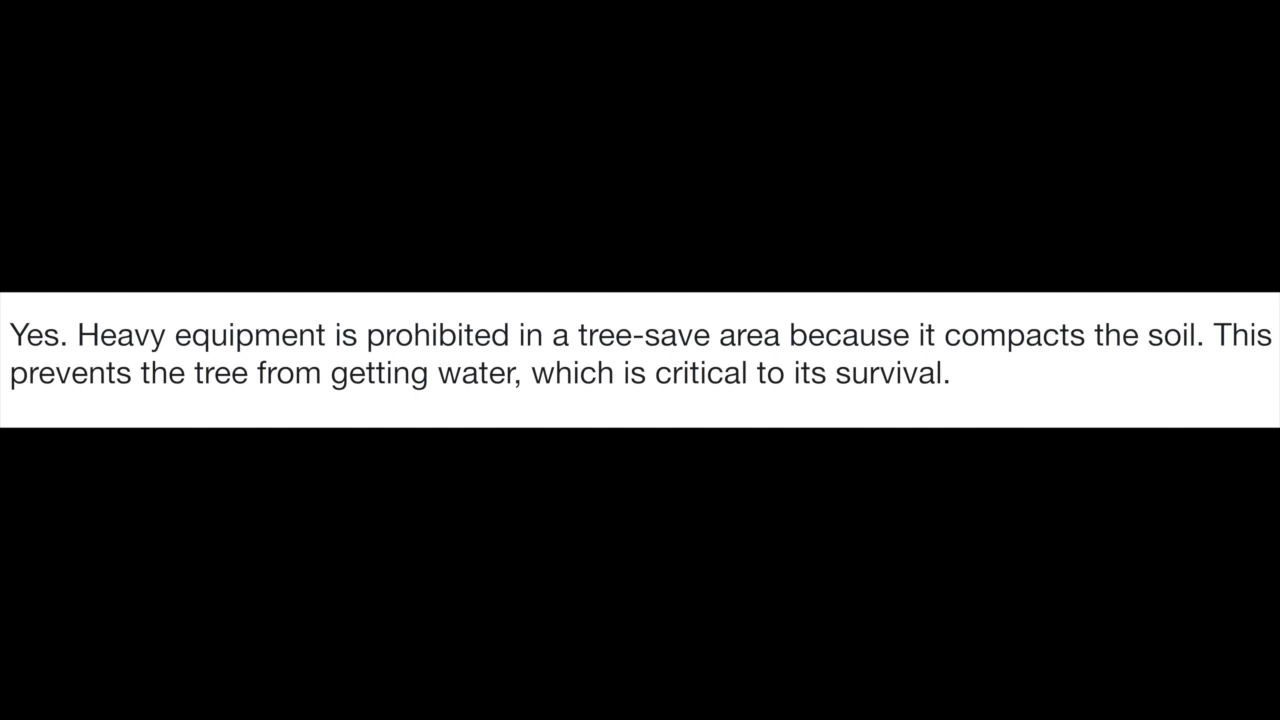 Yes. Heavy equipment is prohibited in a tree-save area because it compacts the soil. This
prevents the tree from getting water, which is critical to its survival.